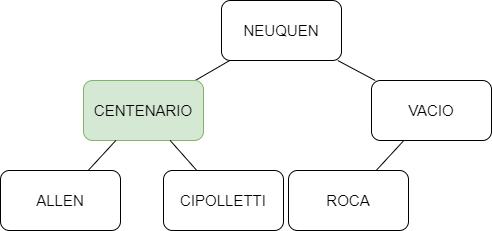 NEUQUEN
CENTENARIO
VACIO
ALLEN
CIPOLLETTI
ROCA